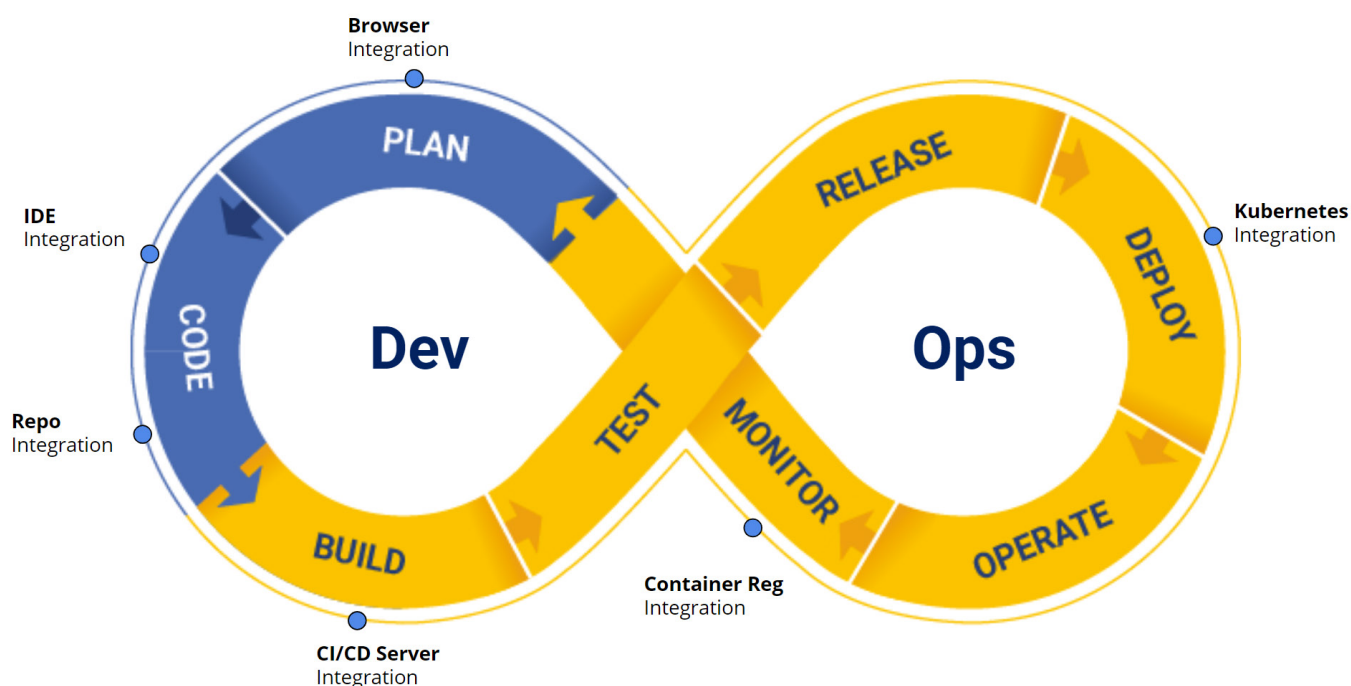 Browser
Integration
PLAN
RELEASE
IDE
Integration
Kubernetes
Integration
DEPLOY
CODE
Dev
Ops
TEST
MONITOR
Repo
Integration
BUILD
OPERATE
Container Reg
Integration
CI/CD Server
Integration